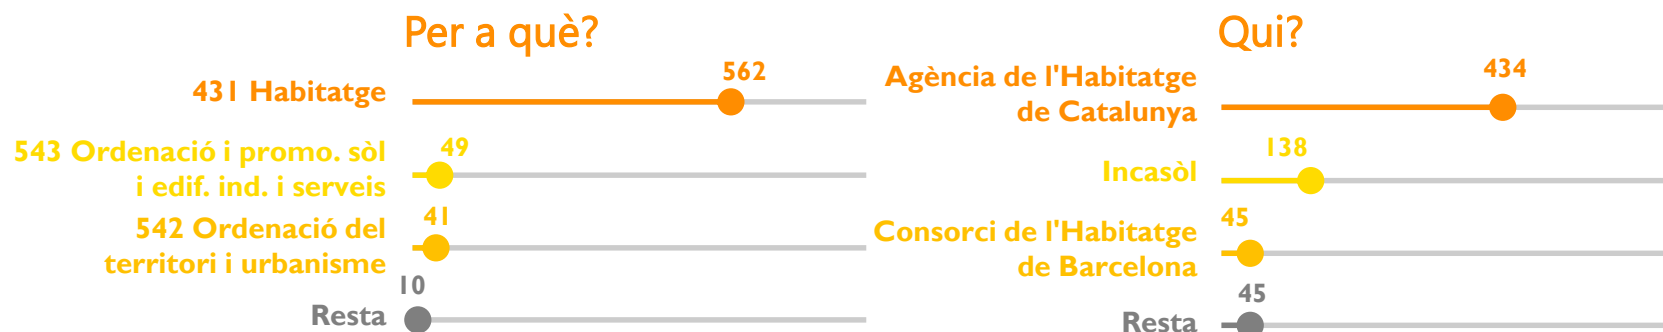 Per a què?
562
431 Habitatge
49
543 Ordenació i promo. sòl
i edif. ind. i serveis
41
542 Ordenació del
territori i urbanisme
10
Resta
Qui?
434
Agència de l'Habitatge
de Catalunya
138
Incasòl
45
Consorci de l'Habitatge
de Barcelona
45
Resta